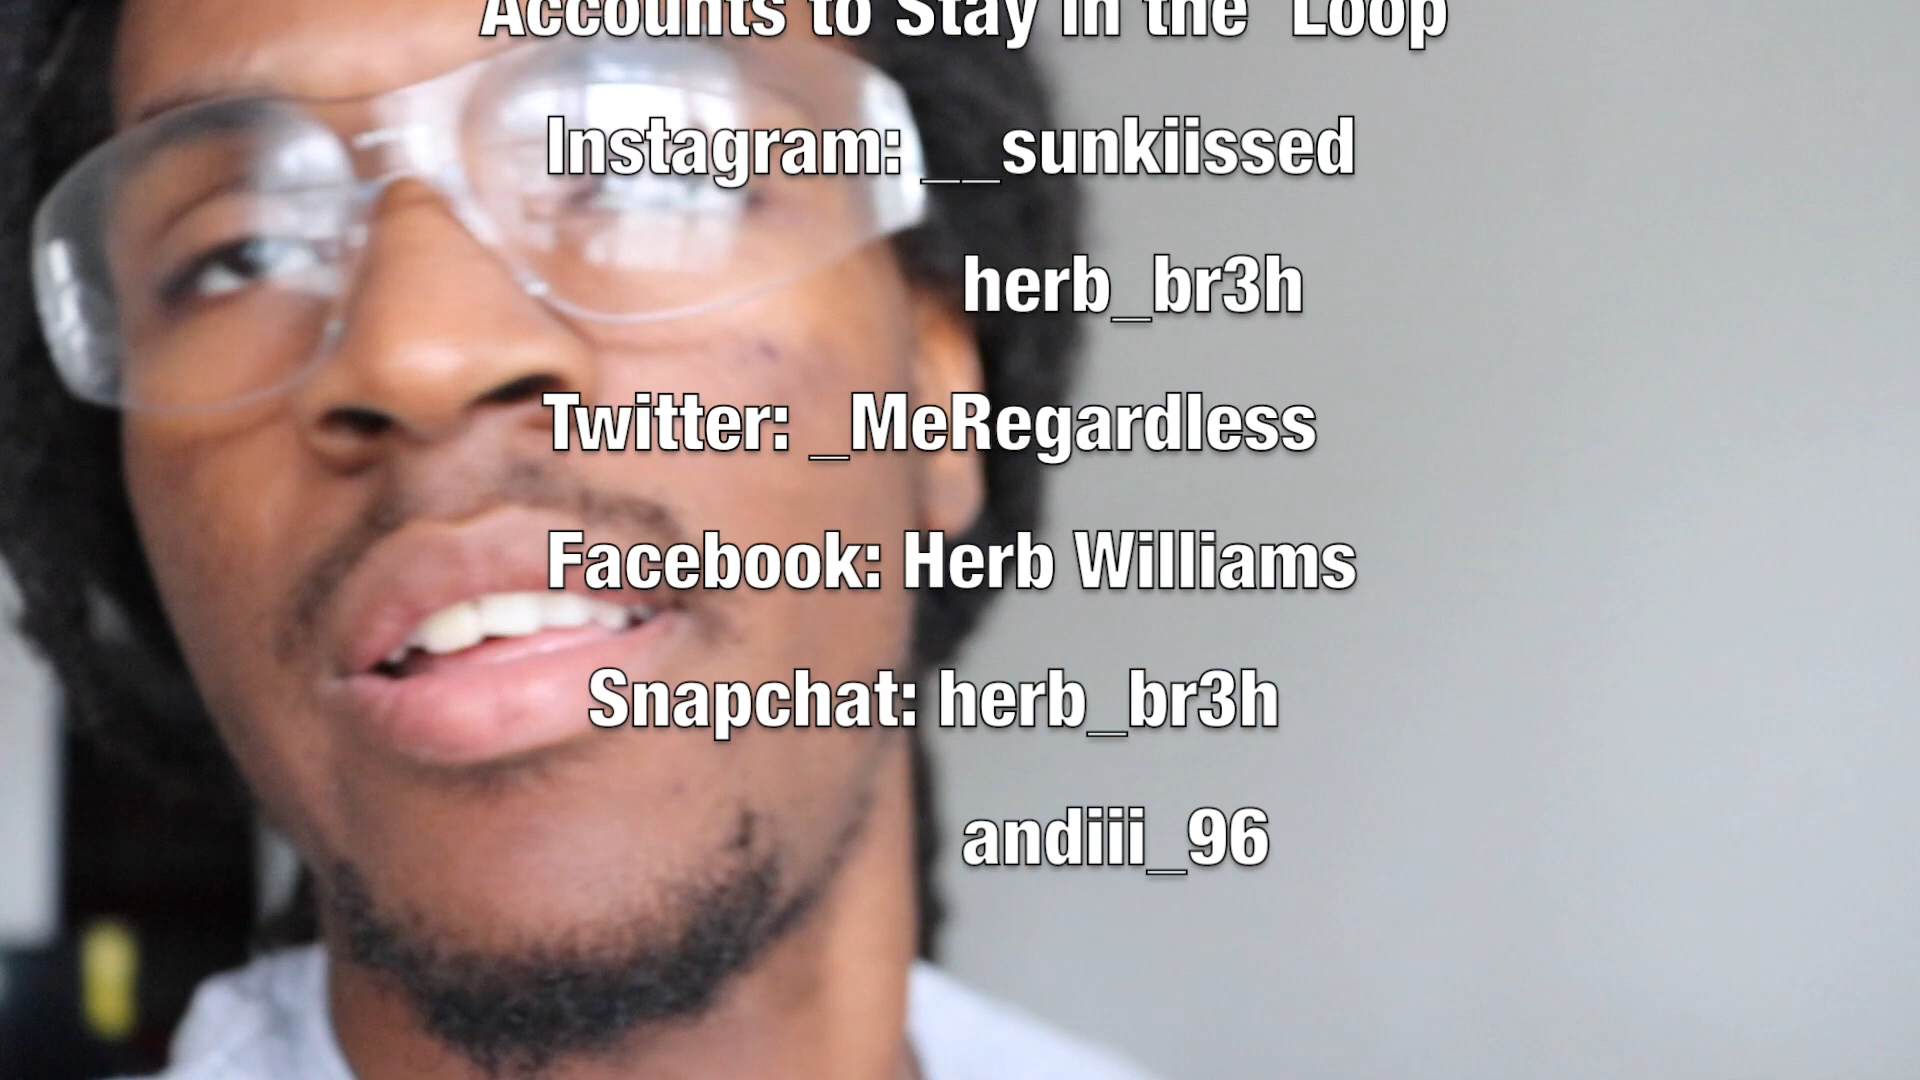 Accounts to Stay in the Loop
Instagram: __sunkiissed
herb_br3h
Twitter: _MeRegardless
Facebook: Herb Williams
Snapchat: herb_br3h
andiii_96